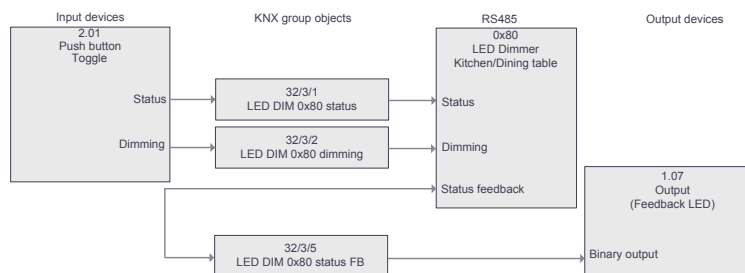 Input devices
KNX group objects
RS485
Output devices
2.01
Push button
Toggle
Status
Dimming
32/3/1
LED DIM 0x80 status
32/3/2
LED DIM 0x80 dimming
0x80
LED Dimmer
Kitchen/Dining table
Status
Dimming
Status feedback
32/3/5
LED DIM 0x80 status FB
1.07
Output
(Feedback LED)
Binary output